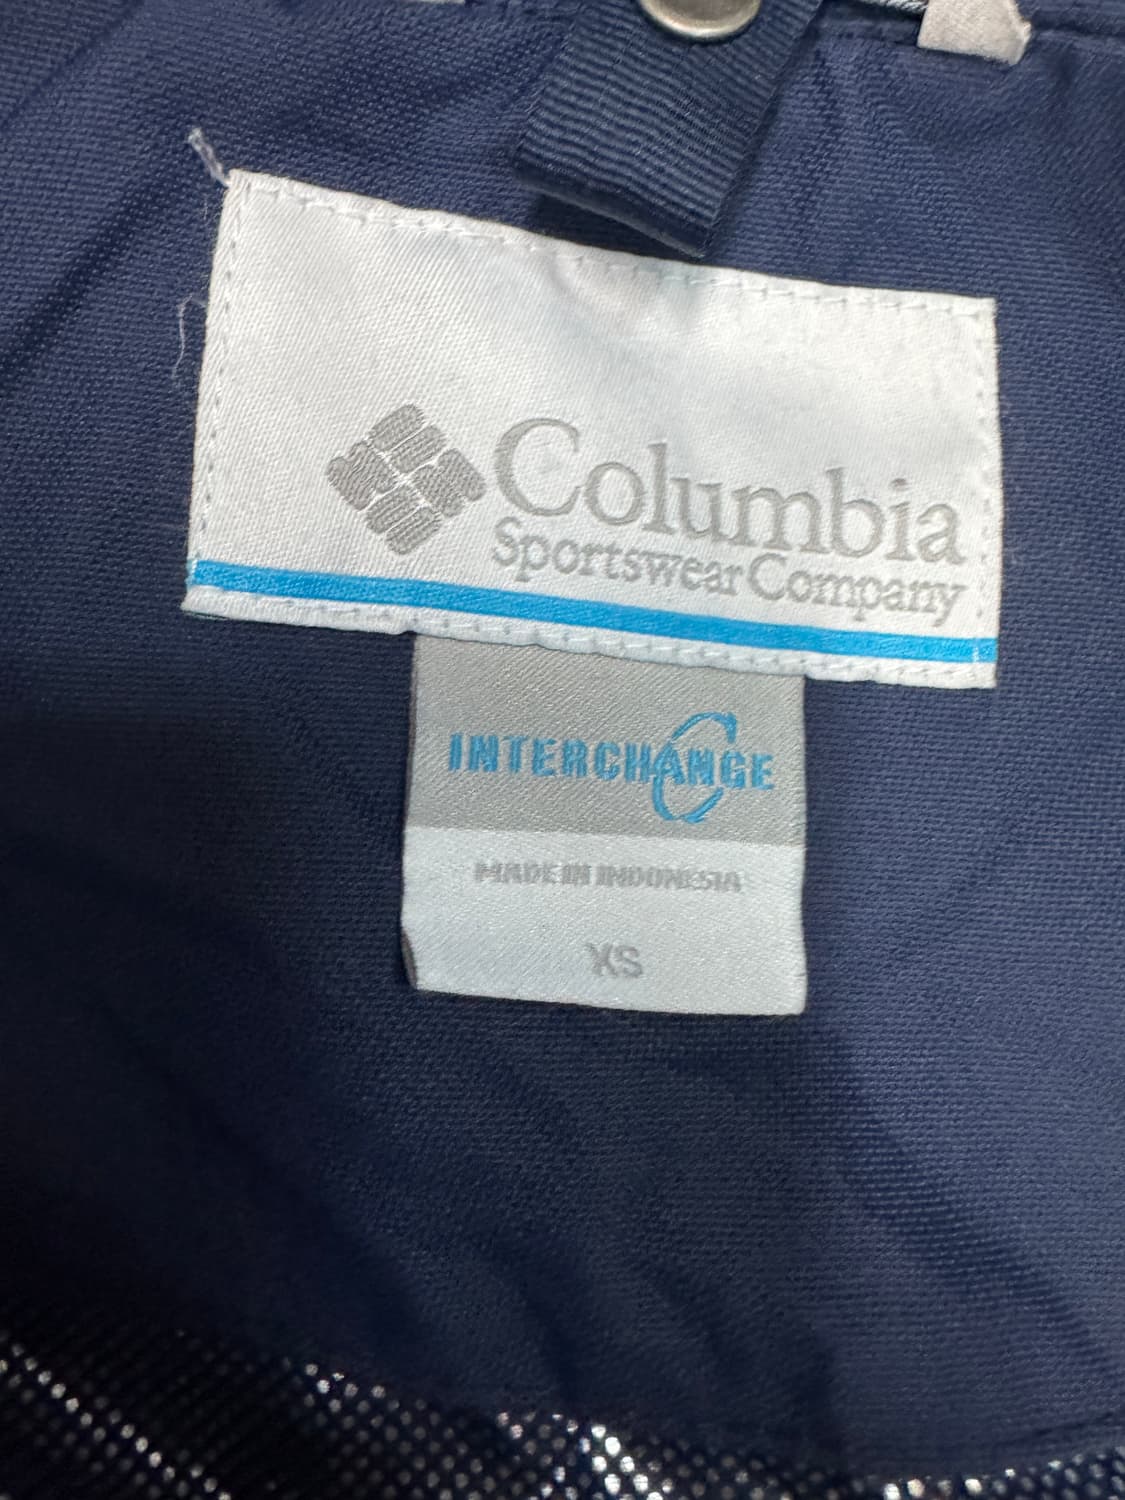 Columbia
Sportswear Company
INTERCHANGE
MADE IN INDONESIA
XS